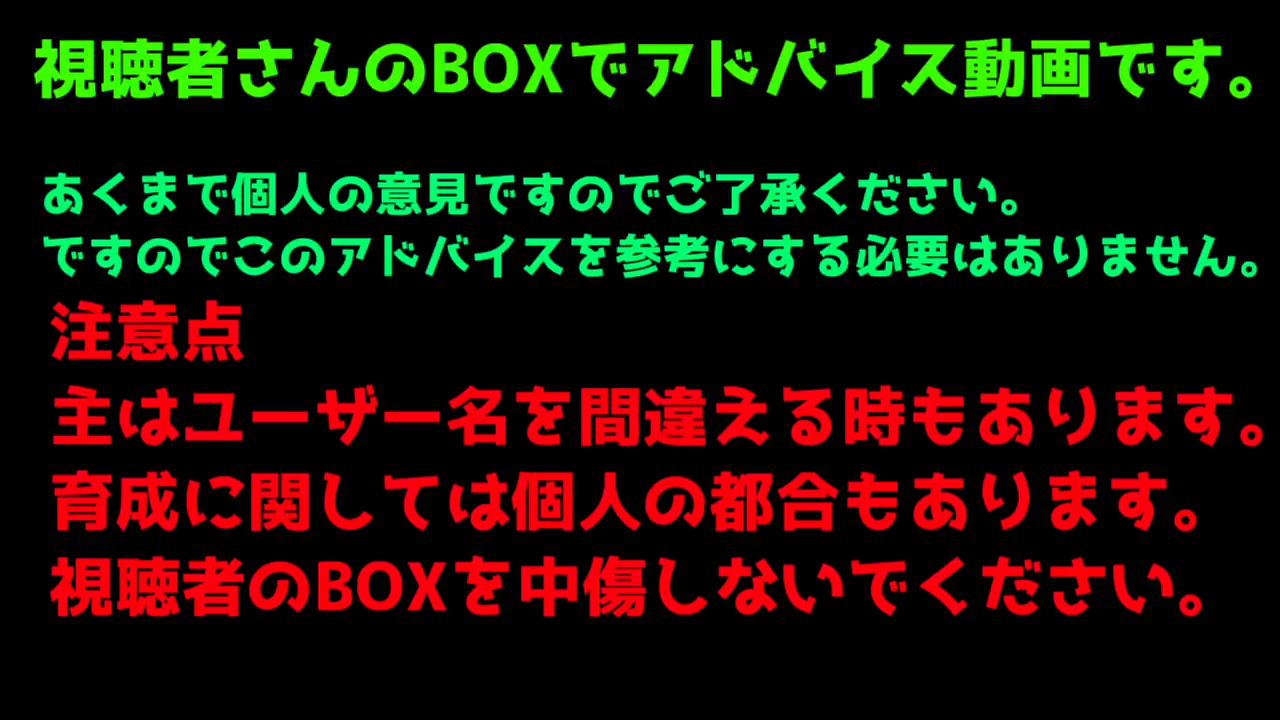 視聴者さんのBOXでアドバイス動画です。
あくまで個人の意見ですのでご了承ください。
ですのでこのアドバイスを参考にする必要はありません。
注意点
主はユーザー名を間違える時もあります。
育成に関しては個人の都合もあります。
視聴者のBOXを中傷しないでください。